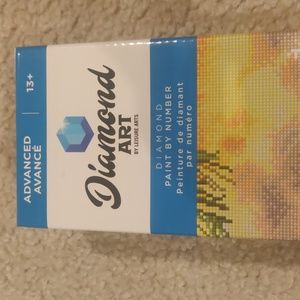 ADVANCED
AVANCÉ
13+
Diamond
ART
BY LEISURE ARTS
DIAMOND
PAINT BY NUMBER
Peinture de diamant
par numéro